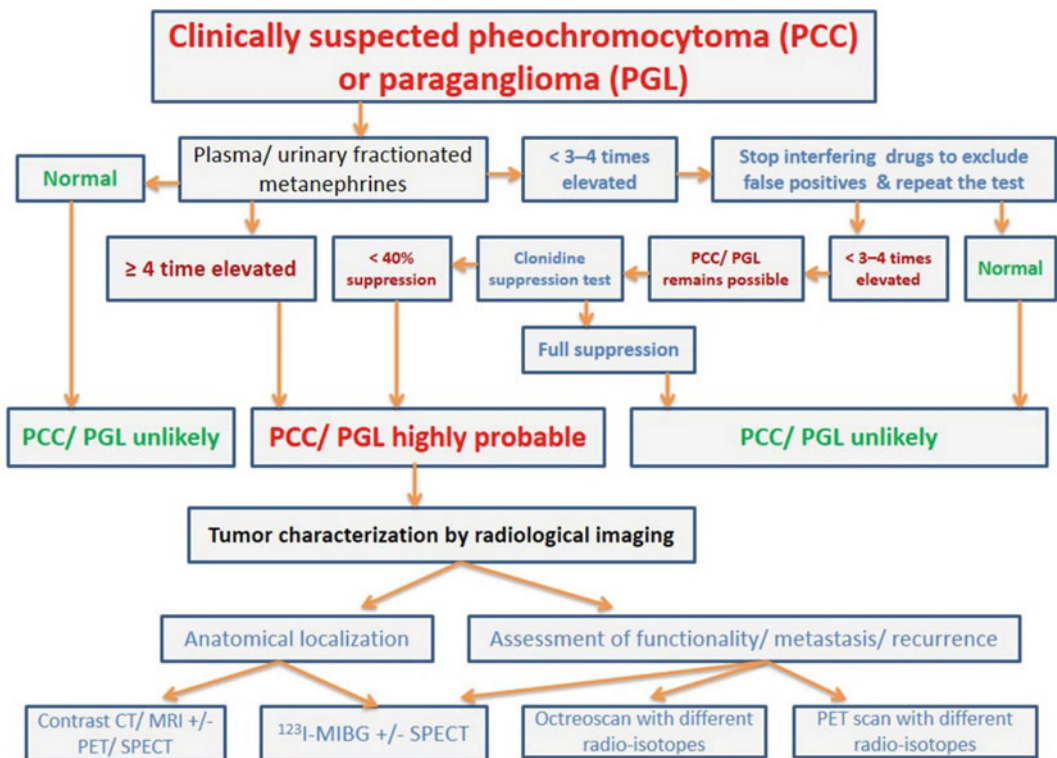 Clinically suspected pheochromocytoma (PCC)
or paraganglioma (PGL)
Normal
Plasma/ urinary fractionated
metanephrines
< 3–4 times
elevated
Stop interfering drugs to exclude
false positives & repeat the test
≥ 4 time elevated
< 40%
suppression
Clonidine
suppression test
PCC/ PGL
remains possible
< 3–4 times
elevated
Normal
Full suppression
PCC/ PGL unlikely
PCC/ PGL highly probable
PCC/ PGL unlikely
Tumor characterization by radiological imaging
Anatomical localization
Assessment of functionality/ metastasis/ recurrence
Contrast CT/ MRI +/-
PET/ SPECT
¹²³I-MIBG +/- SPECT
Octreoscan with different
radio-isotopes
PET scan with different
radio-isotopes